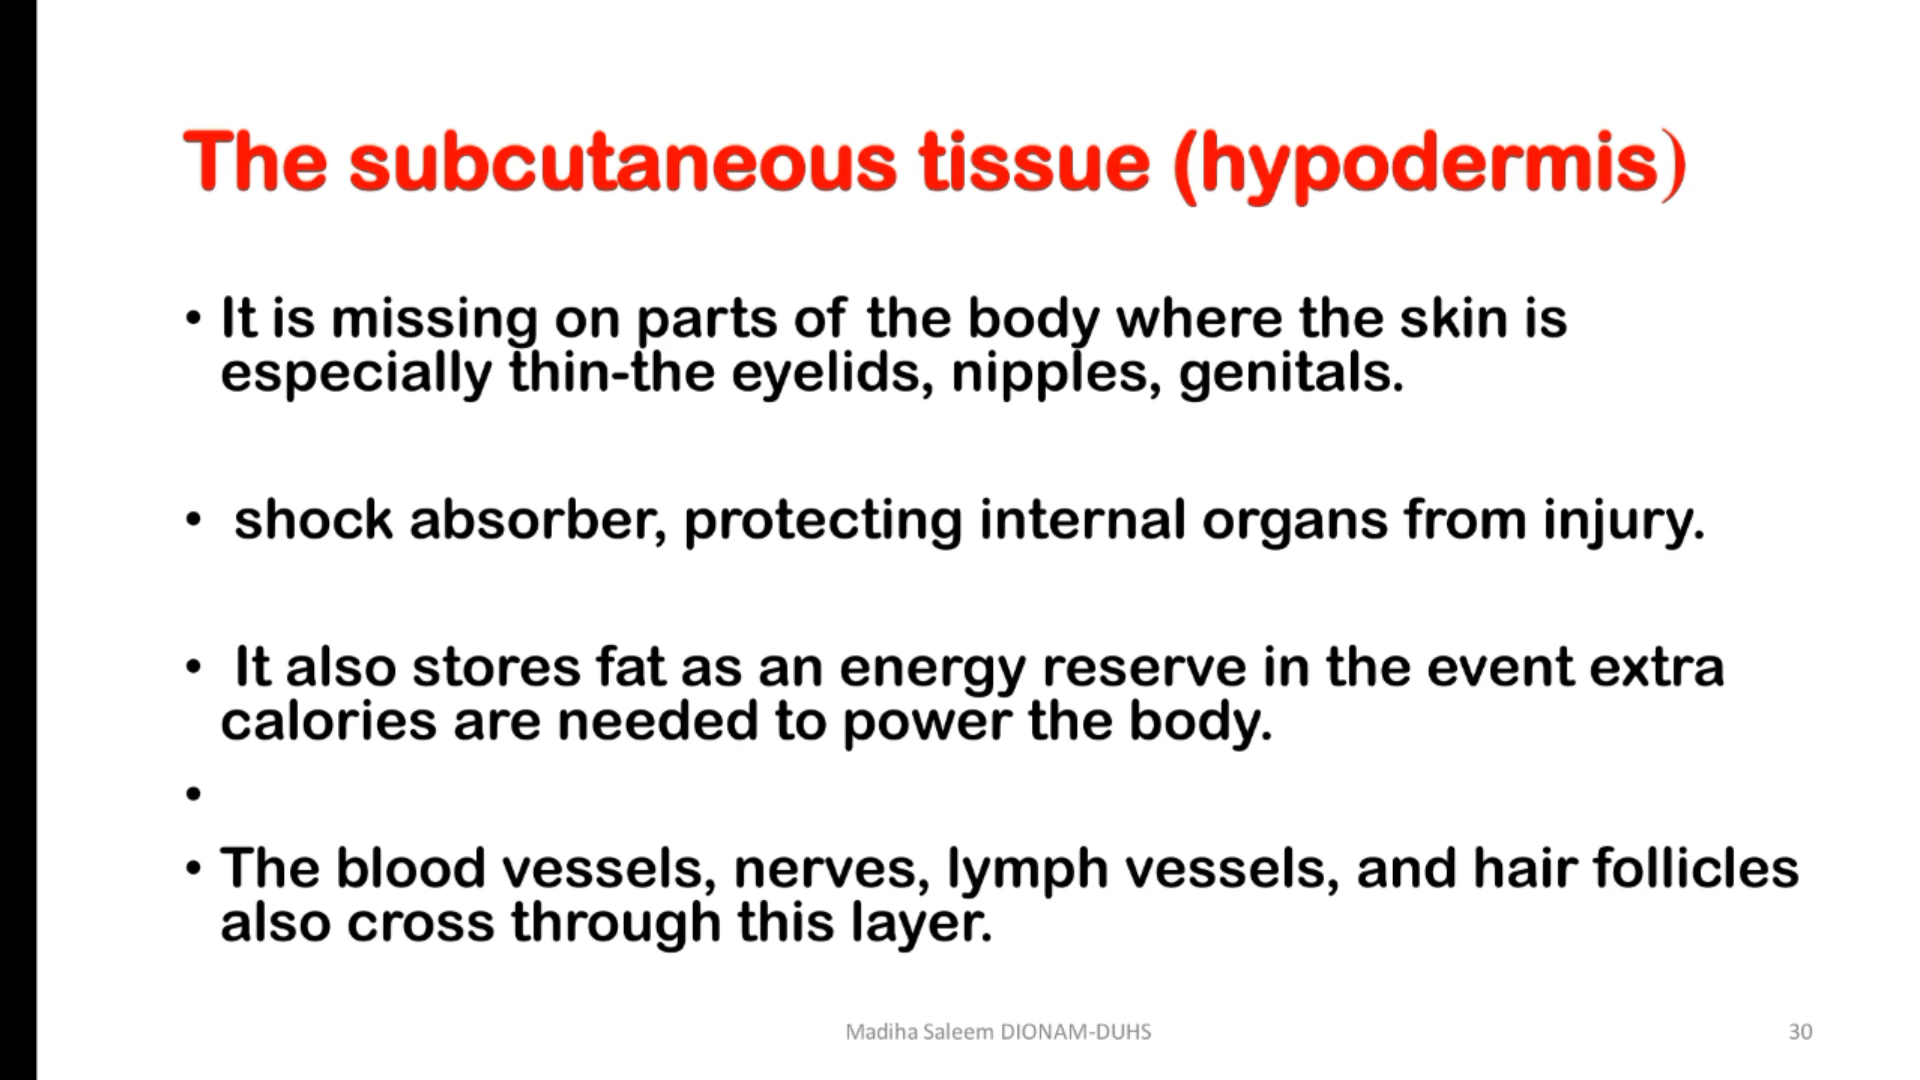 The subcutaneous tissue (hypodermis)
• It is missing on parts of the body where the skin is
especially thin-the eyelids, nipples, genitals.
• shock absorber, protecting internal organs from injury.
• It also stores fat as an energy reserve in the event extra
calories are needed to power the body.
•
• The blood vessels, nerves, lymph vessels, and hair follicles
also cross through this layer.
Madiha Saleem DIONAM-DUHS
30